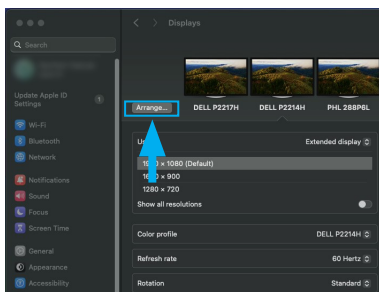 Displays
Search
Update Apple ID
Settings
1
Wi-Fi
Bluetooth
Network
Notifications
Sound
Focus
Screen Time
General
Appearance
Accessibility
Arrange...
DELL P2217H
DELL P2214H
PHL 288P6L
Extended display
× 1080 (Default)
× 900
1280 × 720
Show all resolutions
Color profile
DELL P2214H
Refresh rate
60 Hertz
Rotation
Standard